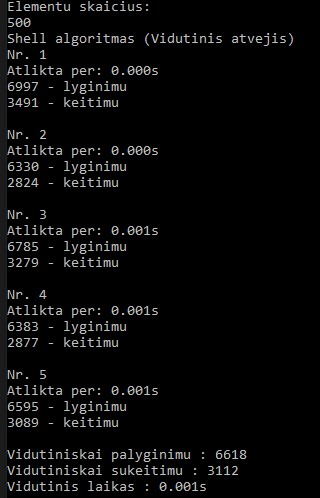 Elementu skaicius:
500
Shell algoritmas (Vidutinis atvejis)
Nr. 1
Atlikta per: 0.000s
6997 - lyginimu
3491 - keitimu
Nr. 2
Atlikta per: 0.000s
6330 - lyginimu
2824 - keitimu
Nr. 3
Atlikta per: 0.001s
6785 - lyginimu
3279 - keitimu
Nr. 4
Atlikta per: 0.001s
6383 - lyginimu
2877 - keitimu
Nr. 5
Atlikta per: 0.001s
6595 - lyginimu
3089 - keitimu
Vidutiniskai palyginimu : 6618
Vidutiniskai sukeitimu : 3112
Vidutinis laikas : 0.001s